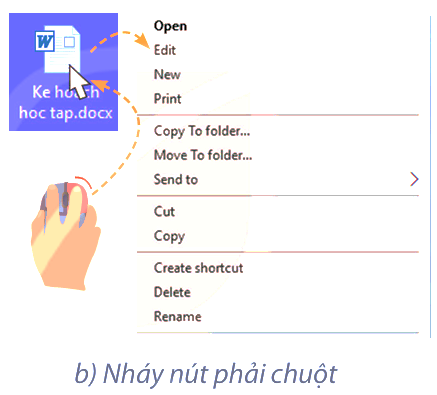 W
Ke hoach
hoc tap.docx
Open
Edit
New
Print
Copy To folder...
Move To folder...
Send to
Cut
Copy
Create shortcut
Delete
Rename
b) Nháy nút phải chuột